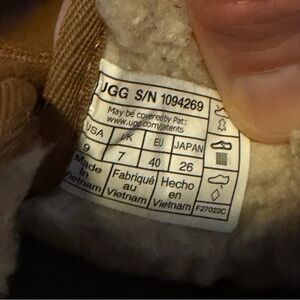 UGG S/N 1094269
May be covered by Pat:
www.ugg.com/patents
USA UK EU JAPAN
9 7 40 26
Made in Vietnam Fabriqué au Vietnam Hecho en Vietnam F27022C